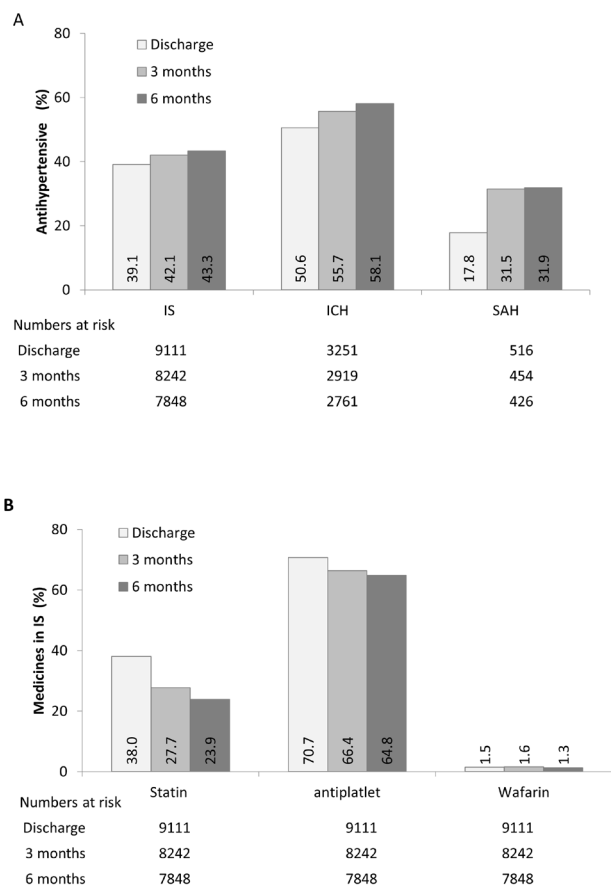 A
80
60
40
20
0
Antihypertensive (%)
Discharge
3 months
6 months
39.1
42.1
43.3
50.6
55.7
58.1
17.8
31.5
31.9
IS ICH SAH
Numbers at risk
Discharge 9111 3251 516
3 months 8242 2919 454
6 months 7848 2761 426
B
80
60
40
20
0
Medicines in IS (%)
Discharge
3 months
6 months
38.0
27.7
23.9
70.7
66.4
64.8
1.5
1.6
1.3
Statin antiplatlet Wafarin
Numbers at risk
Discharge 9111 9111 9111
3 months 8242 8242 8242
6 months 7848 7848 7848